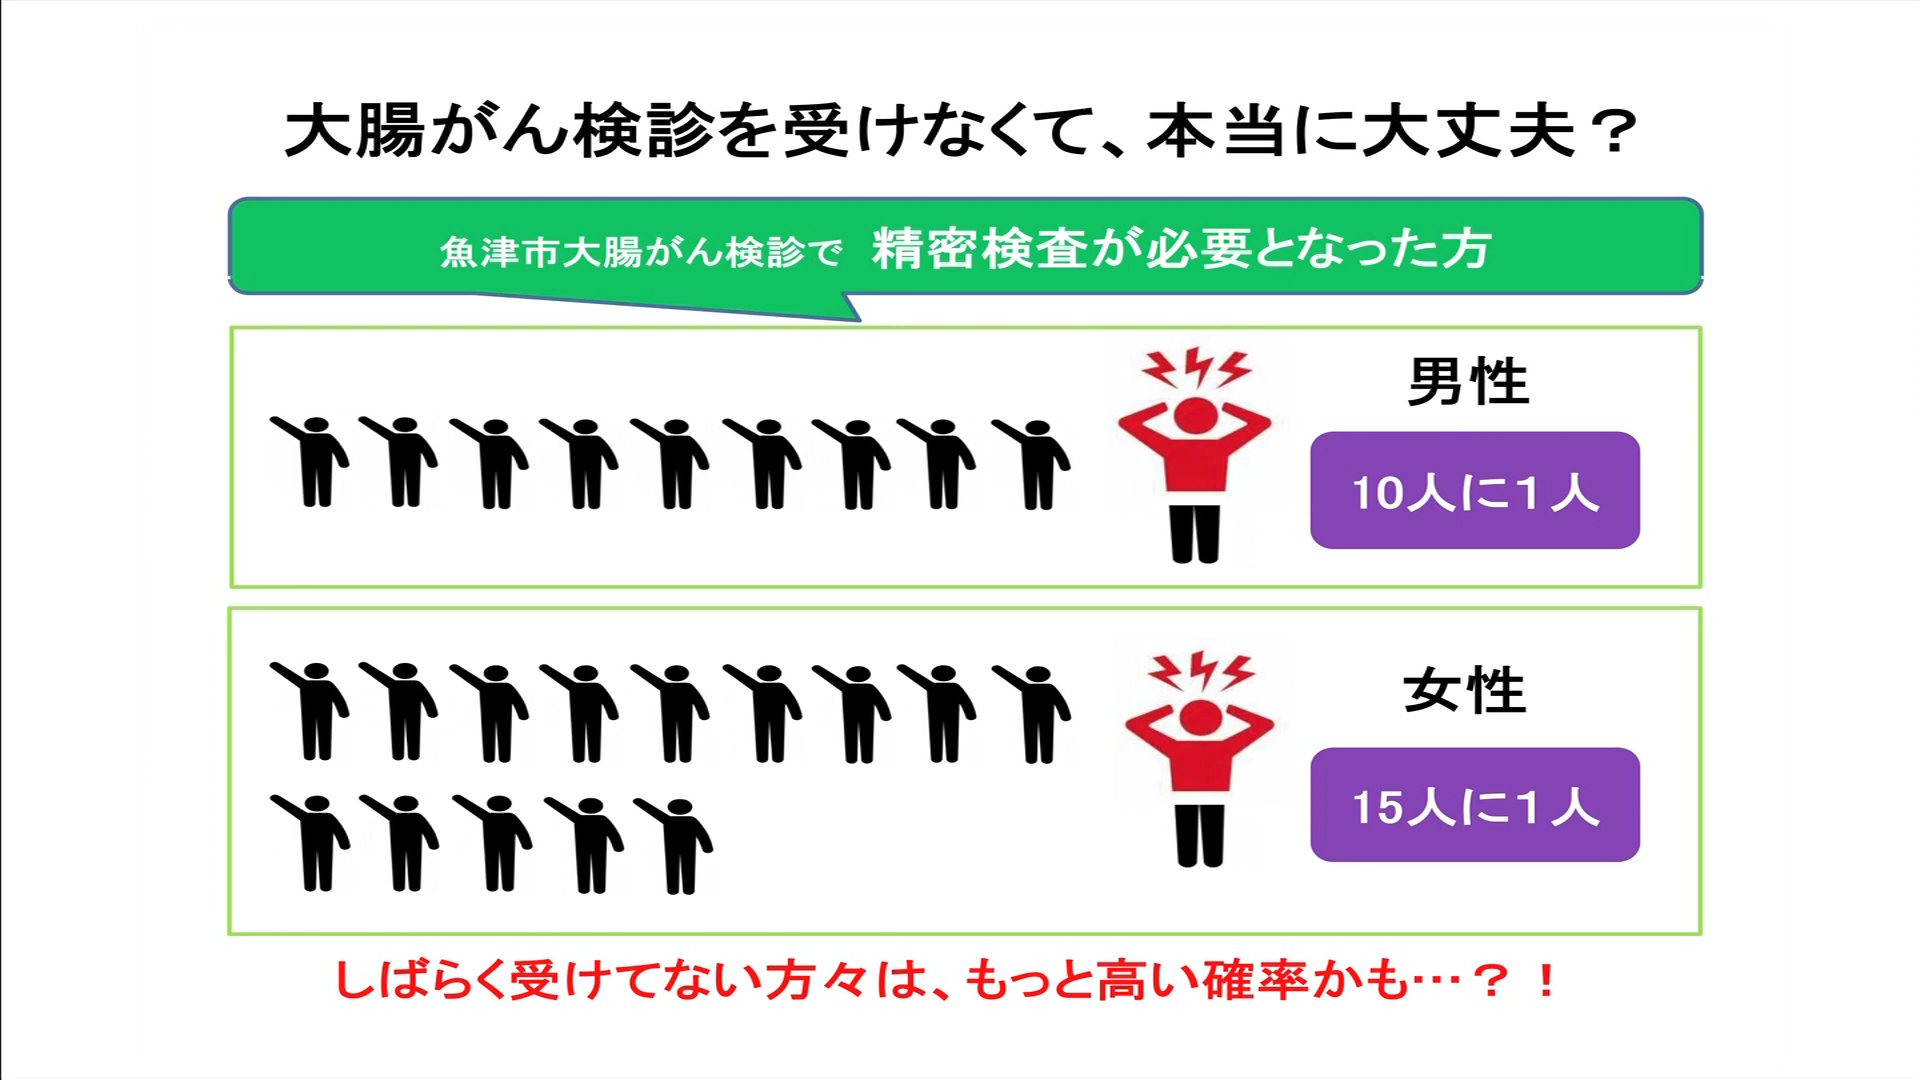 大腸がん検診を受けなくて、本当に大丈夫？
魚津市大腸がん検診で　精密検査が必要となった方
男性
10人に１人
女性
15人に１人
しばらく受けてない方々は、もっと高い確率かも…？！